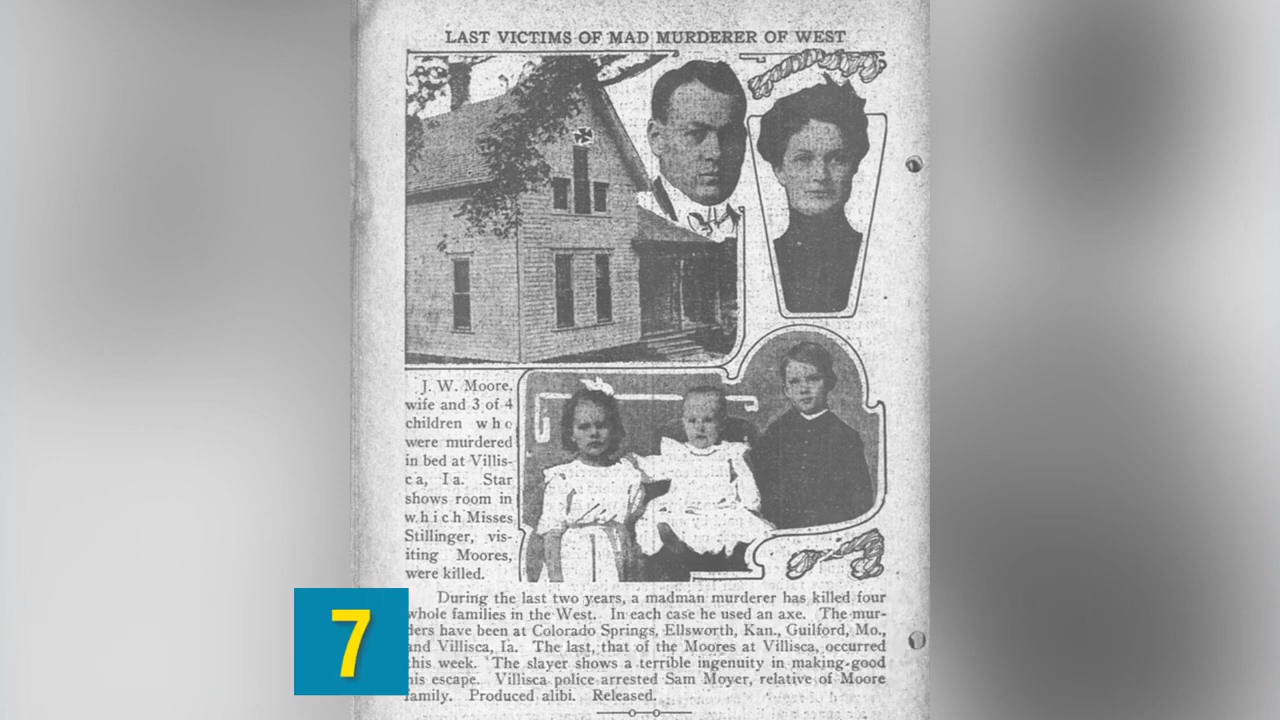 LAST VICTIMS OF MAD MURDERER OF WEST
J. W. Moore,
wife and 3 of 4
children who
were murdered
in bed at Villis-
ca, Ia. Star
shows room in
which Misses
Stillinger, vis-
iting Moores,
were killed.
During the last two years, a madman murderer has killed four
whole families in the West. In each case he used an axe. The mur-
ders have been at Colorado Springs, Ellsworth, Kan., Guilford, Mo.,
and Villisca, Ia. The last, that of the Moores at Villisca, occurred
this week. The slayer shows a terrible ingenuity in making good
his escape. Villisca police arrested Sam Moyer, relative of Moore
family. Produced alibi. Released.
7